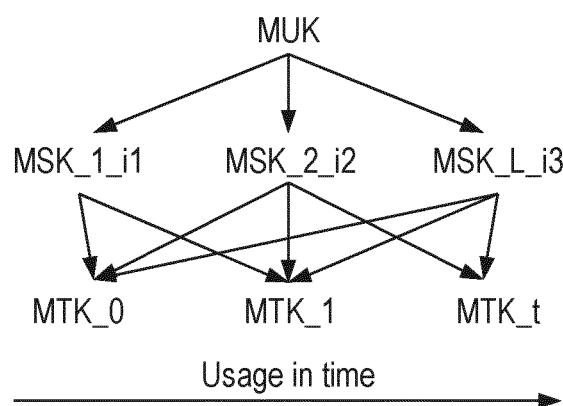 MUK
MSK_1_i1 MSK_2_i2 MSK_L_i3
MTK_0 MTK_1 MTK_t
Usage in time